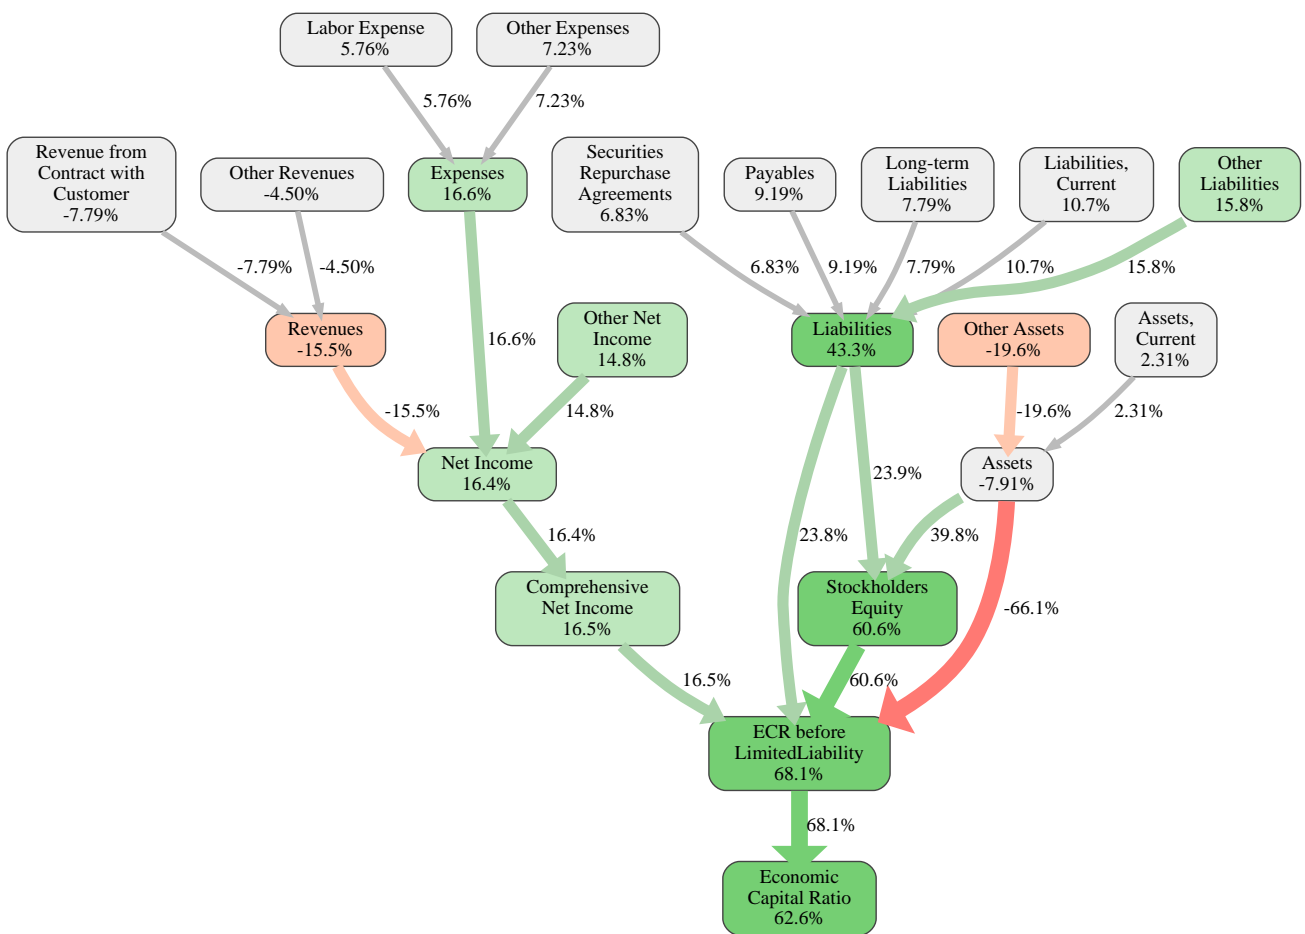 Labor Expense
5.76%
Other Expenses
7.23%
5.76%
7.23%
Revenue from
Contract with
Customer
-7.79%
Other Revenues
-4.50%
Expenses
16.6%
Securities
Repurchase
Agreements
6.83%
Payables
9.19%
Long-term
Liabilities
7.79%
Liabilities,
Current
10.7%
Other
Liabilities
15.8%
-7.79%
-4.50%
6.83%
9.19%
7.79%
10.7%
15.8%
Revenues
-15.5%
16.6%
Other Net
Income
14.8%
Liabilities
43.3%
Other Assets
-19.6%
Assets,
Current
2.31%
-15.5%
14.8%
-19.6%
2.31%
Net Income
16.4%
23.9%
Assets
-7.91%
16.4%
23.8%
39.8%
Comprehensive
Net Income
16.5%
Stockholders
Equity
60.6%
-66.1%
16.5%
60.6%
ECR before
LimitedLiability
68.1%
68.1%
Economic
Capital Ratio
62.6%